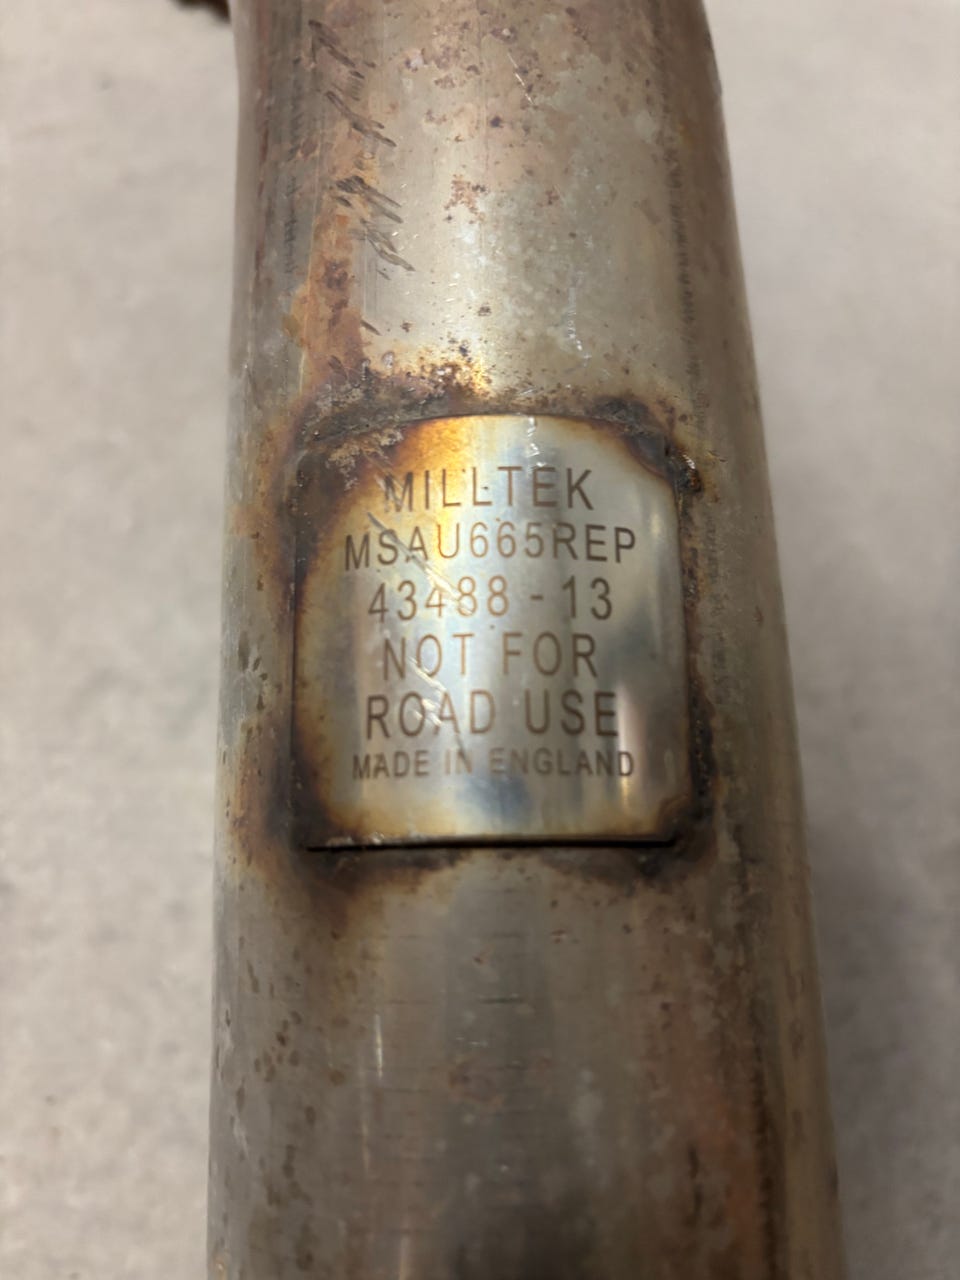 MILLTEK
MSAU665REP
43488 - 13
NOT FOR
ROAD USE
MADE IN ENGLAND